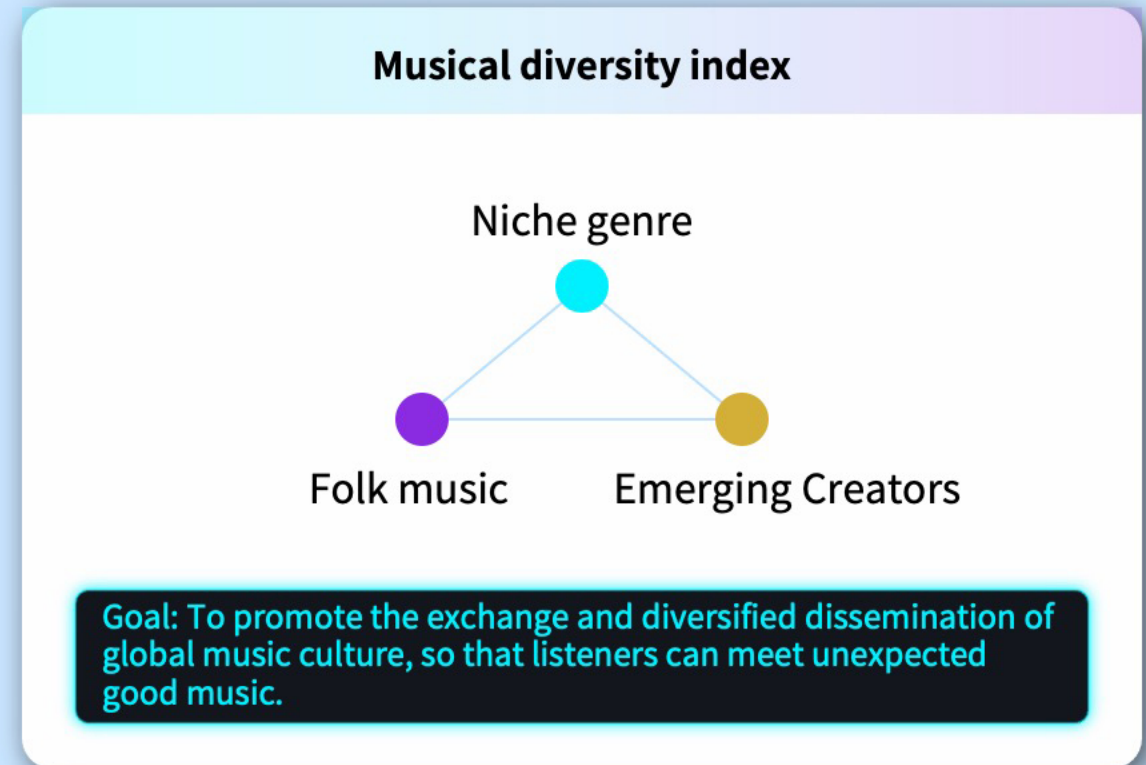 Musical diversity index
Niche genre
Folk music
Emerging Creators
Goal: To promote the exchange and diversified dissemination of
global music culture, so that listeners can meet unexpected
good music.